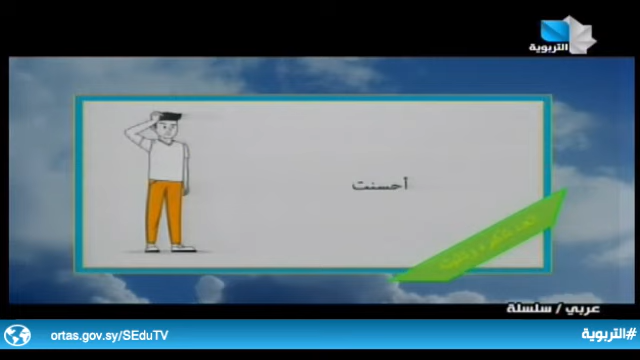 التربوية
أحسنت
عربي / سلسلة
ortas.gov.sy/SEduTV
#التربوية